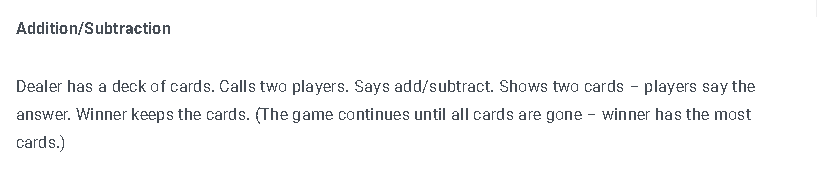 Addition/Subtraction
Dealer has a deck of cards. Calls two players. Says add/subtract. Shows two cards – players say the
answer. Winner keeps the cards. (The game continues until all cards are gone – winner has the most
cards.)